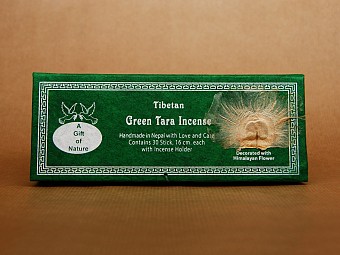 Tibetan
Green Tara Incense
Handmade in Nepal with Love and Care
Contains 30 Stick, 16 cm. each
with Incense Holder
A
Gift
of
Nature
Decorated with
Himalayan Flower